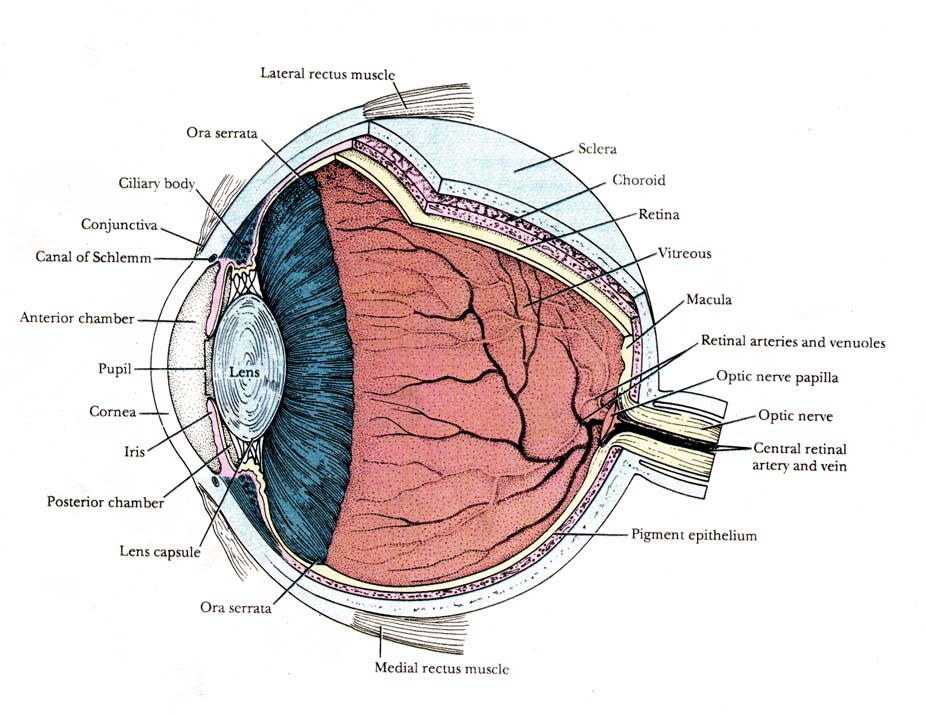 Lateral rectus muscle
Ora serrata
Sclera
Ciliary body
Choroid
Conjunctiva
Retina
Canal of Schlemm
Vitreous
Macula
Anterior chamber
Retinal arteries and venuoles
Pupil
Lens
Optic nerve papilla
Cornea
Optic nerve
Iris
Central retinal
artery and vein
Posterior chamber
Pigment epithelium
Lens capsule
Ora serrata
Medial rectus muscle